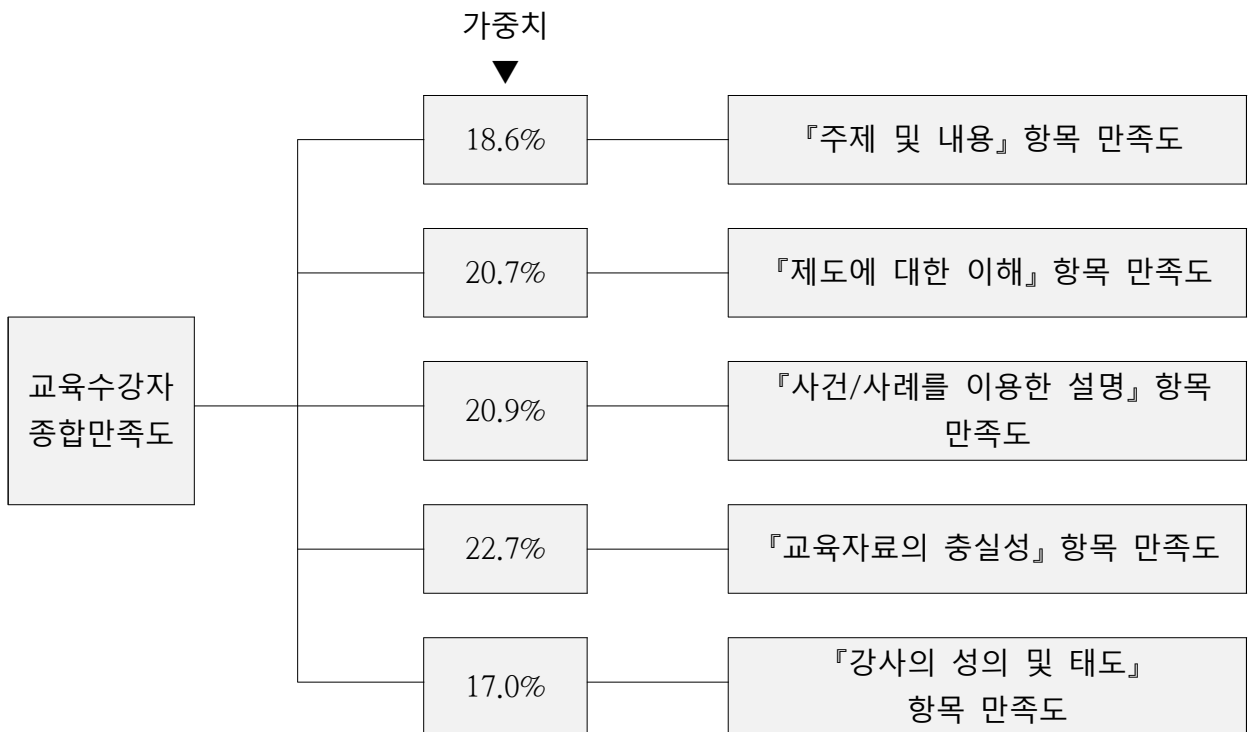 가중치
▼
18.6%
『주제 및 내용』 항목 만족도
20.7%
『제도에 대한 이해』 항목 만족도
교육수강자
종합만족도
20.9%
『사건/사례를 이용한 설명』 항목
만족도
22.7%
『교육자료의 충실성』 항목 만족도
17.0%
『강사의 성의 및 태도』
항목 만족도